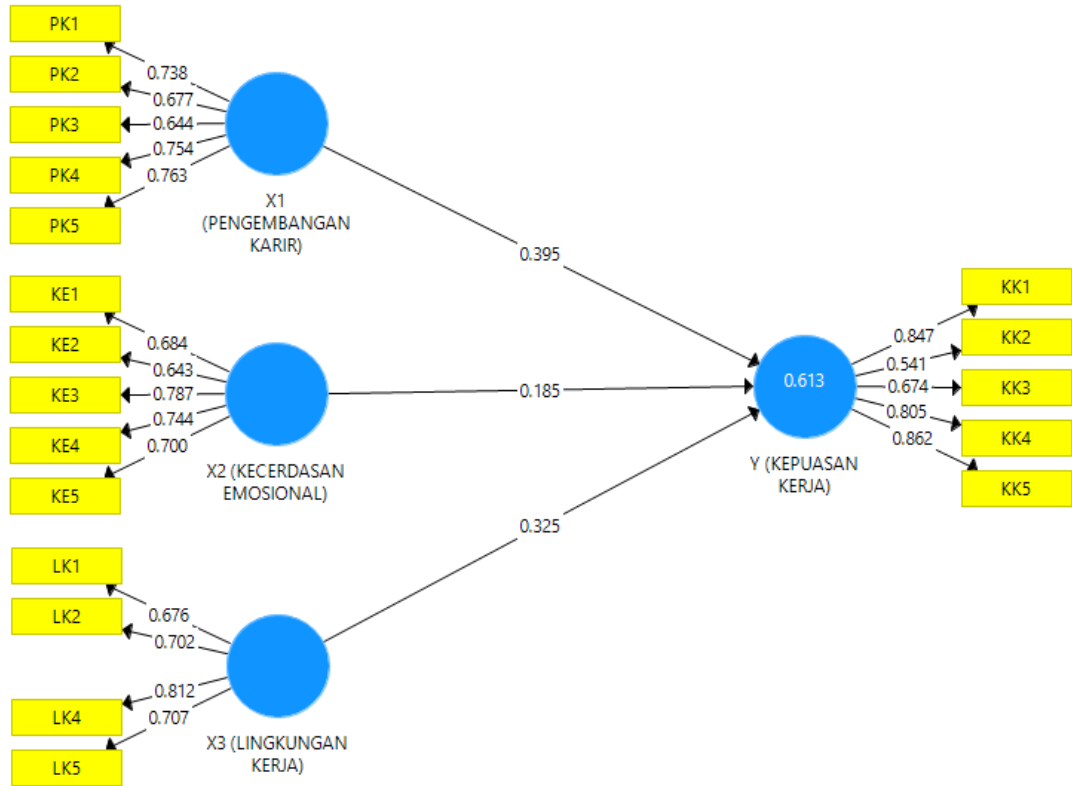 PK1
0.738
PK2
0.677
PK3
0.644
PK4
0.754
PK5
0.763
X1
(PENGEMBANGAN
KARIR)
0.395
KE1
0.684
KE2
0.643
KE3
0.787
KE4
0.744
KE5
0.700
X2 (KECERDASAN
EMOSIONAL)
0.185
LK1
0.676
LK2
0.702
LK4
0.812
LK5
0.707
X3 (LINGKUNGAN
KERJA)
0.325
0.613
Y (KEPUASAN
KERJA)
KK1
0.847
KK2
0.541
KK3
0.674
KK4
0.805
KK5
0.862